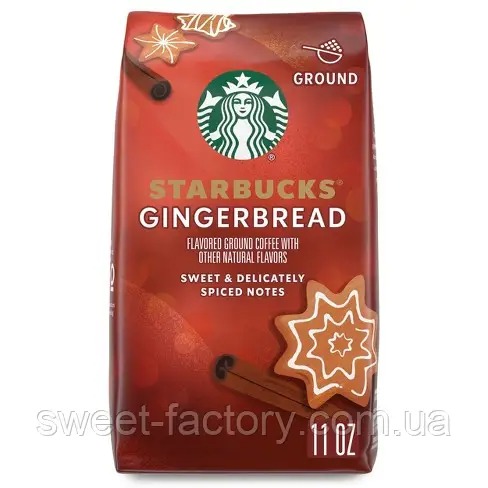 GROUND
STARBUCKS®
GINGERBREAD
FLAVORED GROUND COFFEE WITH
OTHER NATURAL FLAVORS
SWEET & DELICATELY
SPICED NOTES
sweet-factory.com.ua
11 OZ